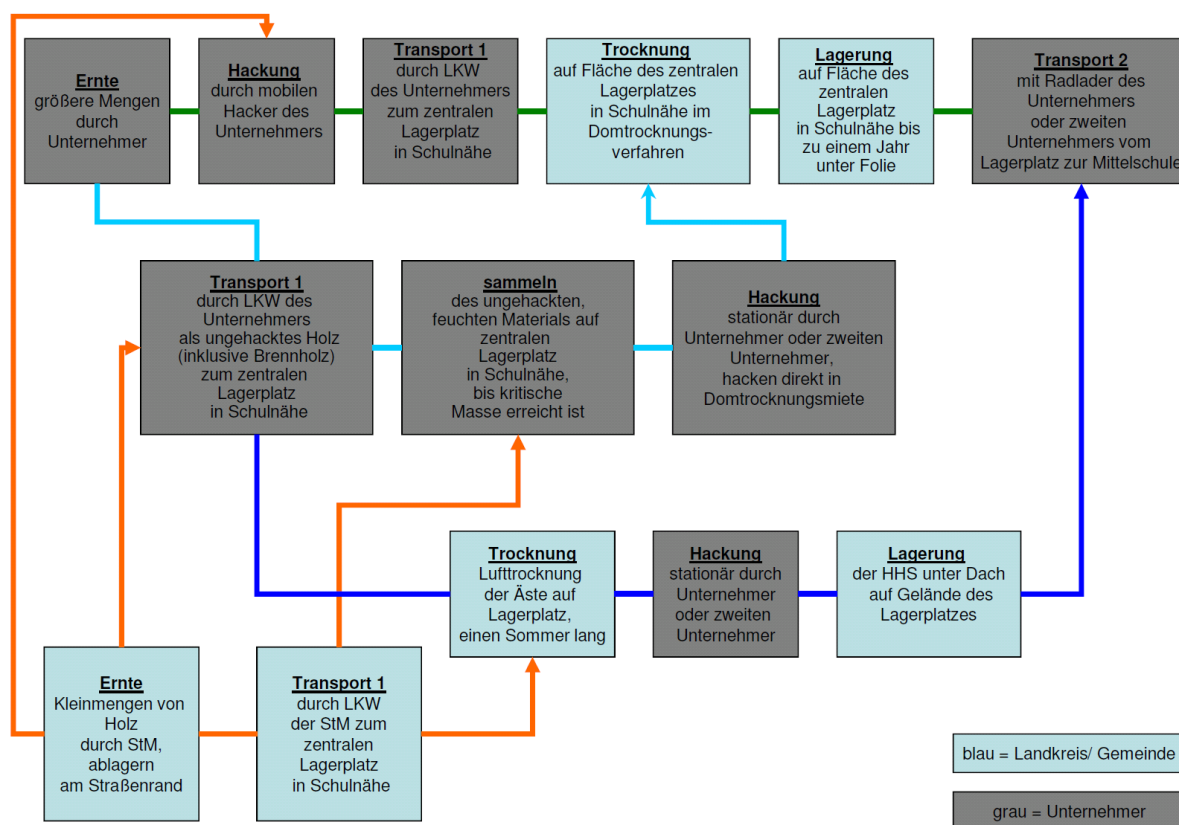 Ernte
größere Mengen
durch
Unternehmer
Hackung
durch mobilen
Hacker des
Unternehmers
Transport 1
durch LKW
des Unternehmers
zum zentralen
Lagerplatz
in Schulnähe
Trocknung
auf Fläche des zentralen
Lagerplatzes
in Schulnähe im
Domtrocknungs-
verfahren
Lagerung
auf Fläche des
zentralen
Lagerplatz
in Schulnähe bis
zu einem Jahr
unter Folie
Transport 2
mit Radlader des
Unternehmers
oder zweiten
Unternehmers vom
Lagerplatz zur Mittelschule
Transport 1
durch LKW des
Unternehmers
als ungehacktes Holz
(inklusive Brennholz)
zum zentralen
Lagerplatz
in Schulnähe
sammeln
des ungehackten,
feuchten Materials auf
zentralen
Lagerplatz
in Schulnähe,
bis kritische
Masse erreicht ist
Hackung
stationär durch
Unternehmer oder zweiten
Unternehmer,
hacken direkt in
Domtrocknungsmiete
Trocknung
Lufttrocknung
der Äste auf
Lagerplatz,
einen Sommer lang
Hackung
stationär durch
Unternehmer
oder zweiten
Unternehmer
Lagerung
der HHS unter Dach
auf Gelände des
Lagerplatzes
Ernte
Kleinmengen von
Holz
durch StM,
ablagern
am Straßenrand
Transport 1
durch LKW
der StM zum
zentralen
Lagerplatz
in Schulnähe
blau = Landkreis/ Gemeinde
grau = Unternehmer